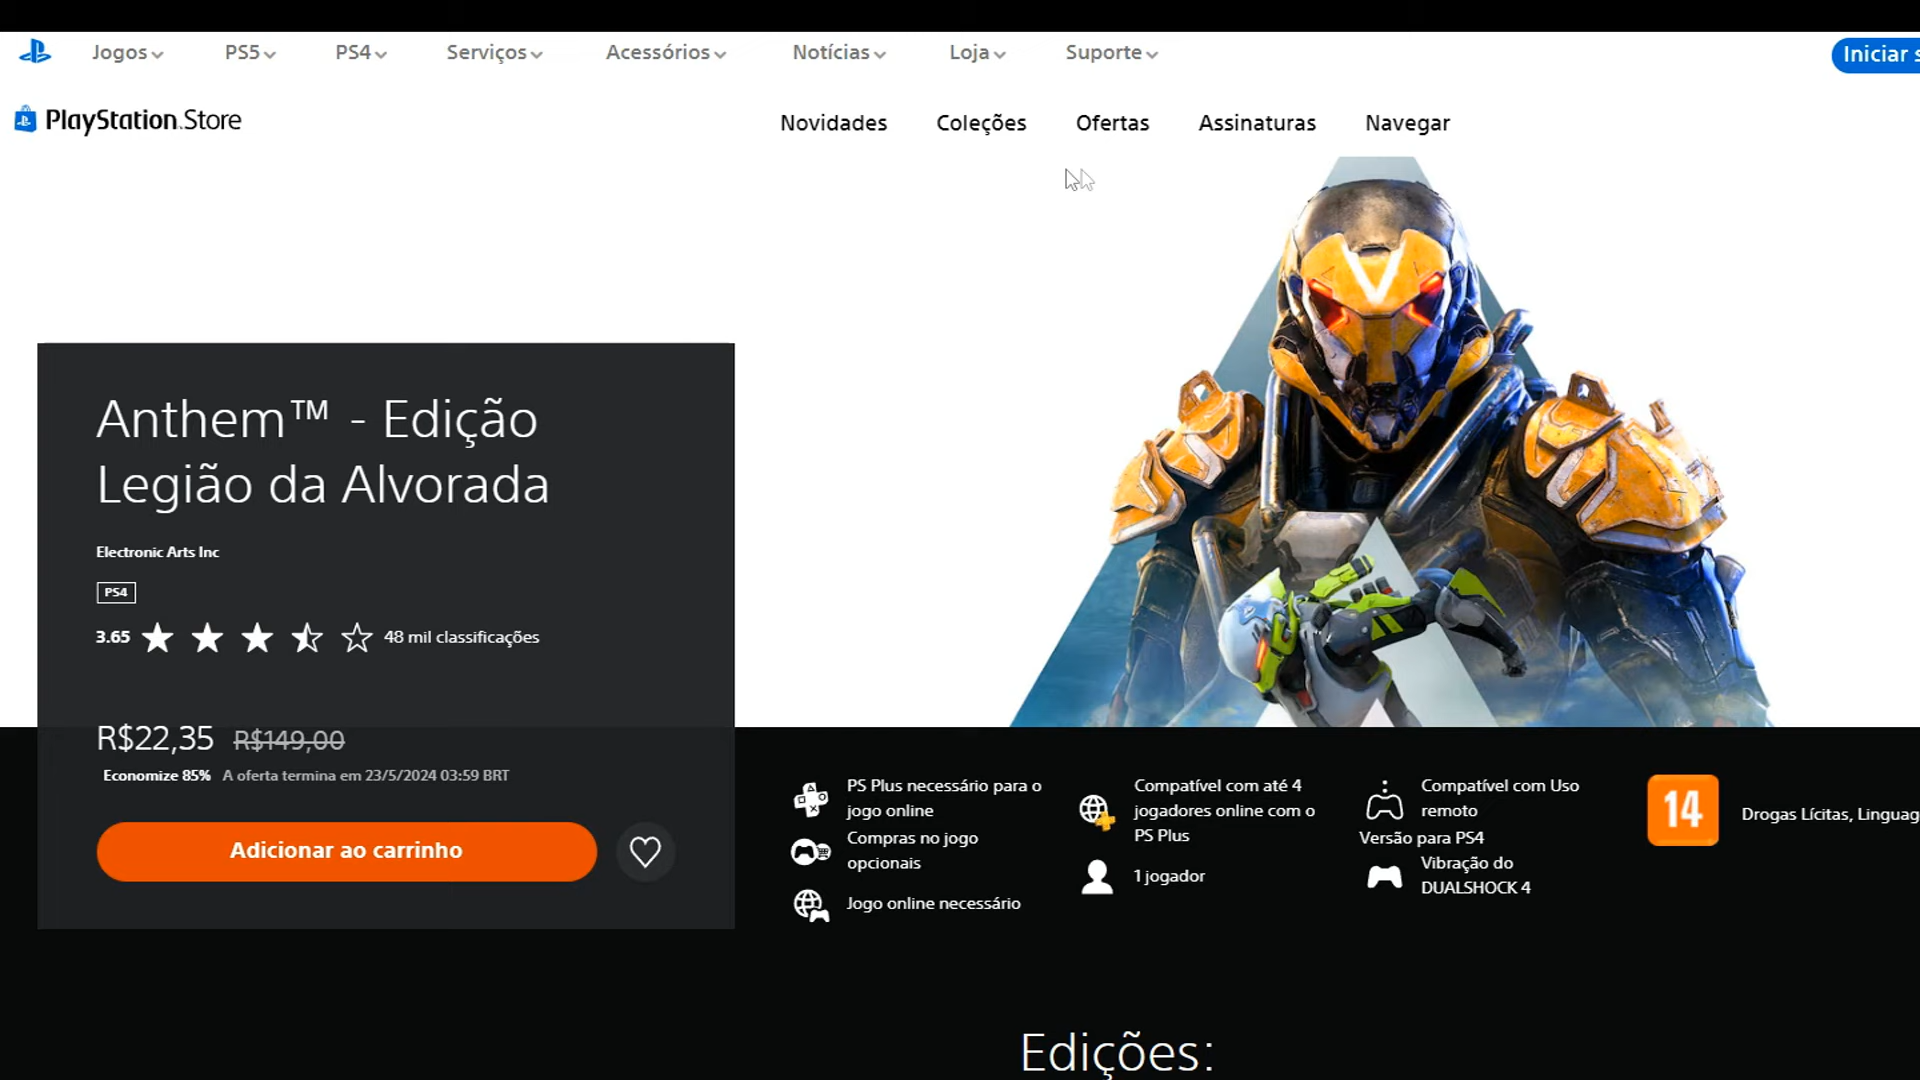 Jogos
PS5
PS4
Serviços
Acessórios
Notícias
Loja
Suporte
Iniciar s
PlayStation.Store
Novidades
Coleções
Ofertas
Assinaturas
Navegar
Anthem™ - Edição
Legião da Alvorada
Electronic Arts Inc
PS4
3.65
48 mil classificações
R$22,35 R$149,00
Economize 85% A oferta termina em 23/5/2024 03:59 BRT
Adicionar ao carrinho
PS Plus necessário para o
jogo online
Compras no jogo
opcionais
Jogo online necessário
Compatível com até 4
jogadores online com o
PS Plus
1 jogador
Compatível com Uso
remoto
Versão para PS4
Vibração do
DUALSHOCK 4
14
Drogas Lícitas, Linguag
Edições: